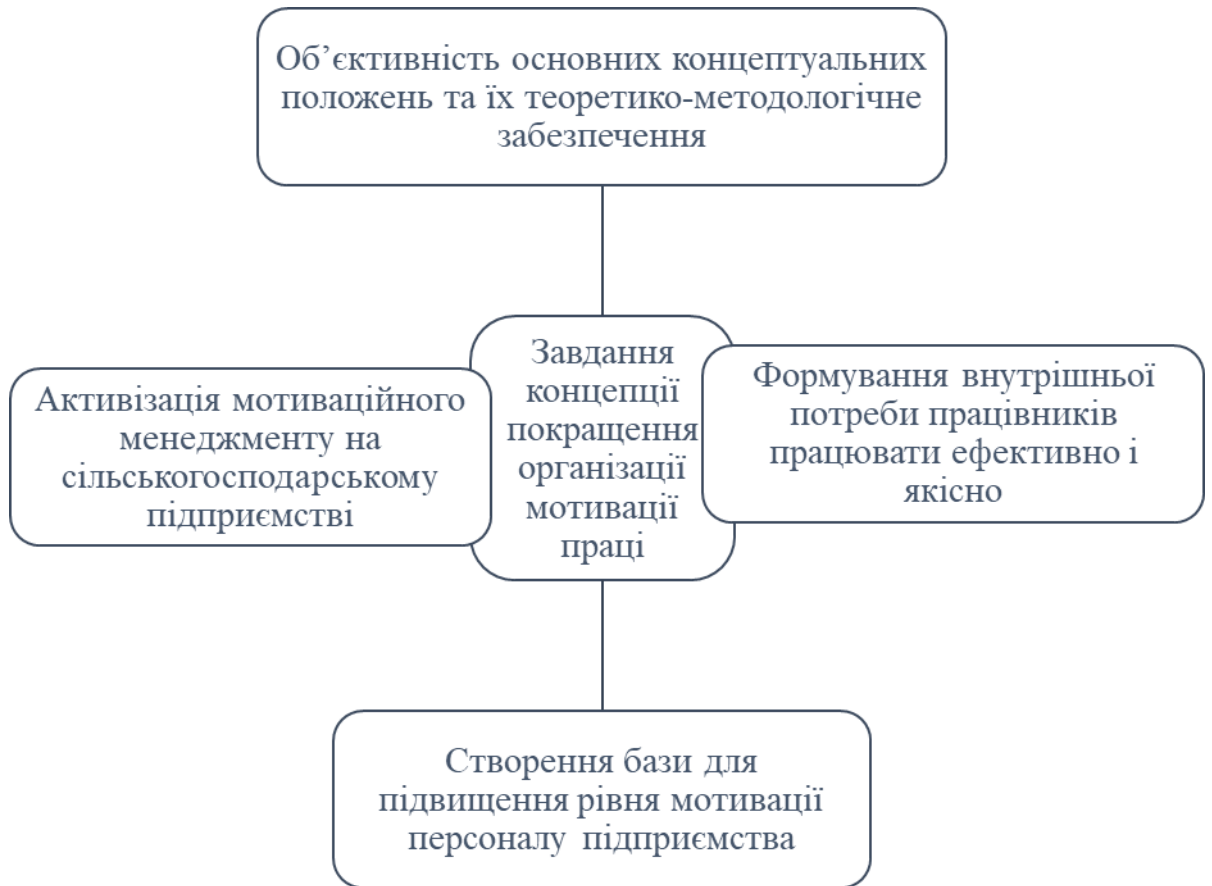 Об’єктивність основних концептуальних
положень та їх теоретико-методологічне
забезпечення
Завдання
концепції
покращення
організації
мотивації
праці
Активізація мотиваційного
менеджменту на
сільськогосподарському
підприємстві
Формування внутрішньої
потреби працівників
працювати ефективно і
якісно
Створення бази для
підвищення рівня мотивації
персоналу підприємства